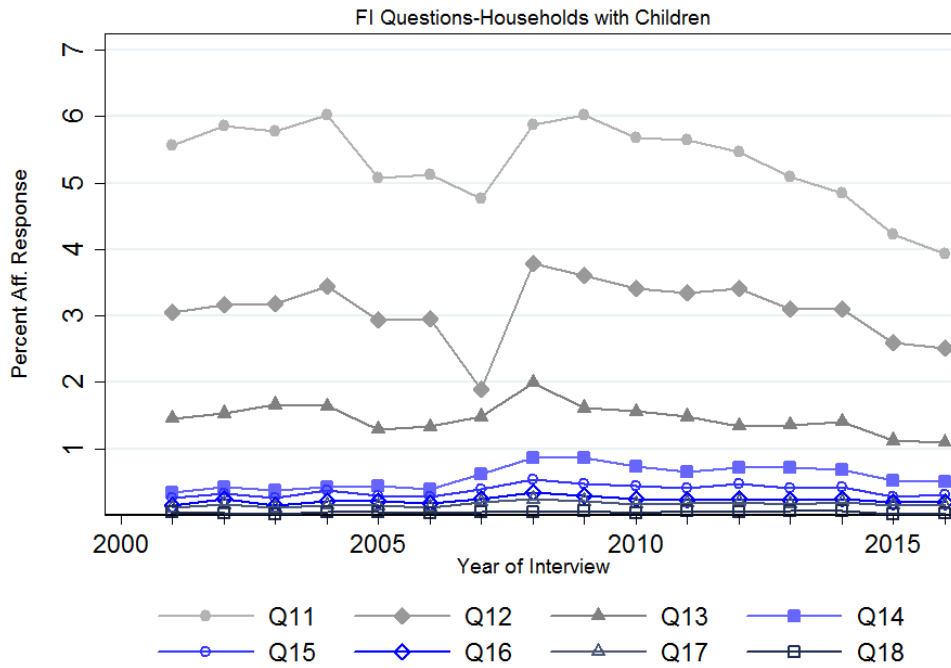 FI Questions-Households with Children
Percent Aff. Response
7
6
5
4
3
2
1
2000 2005 2010 2015
Year of Interview
Q11 Q12 Q13 Q14
Q15 Q16 Q17 Q18